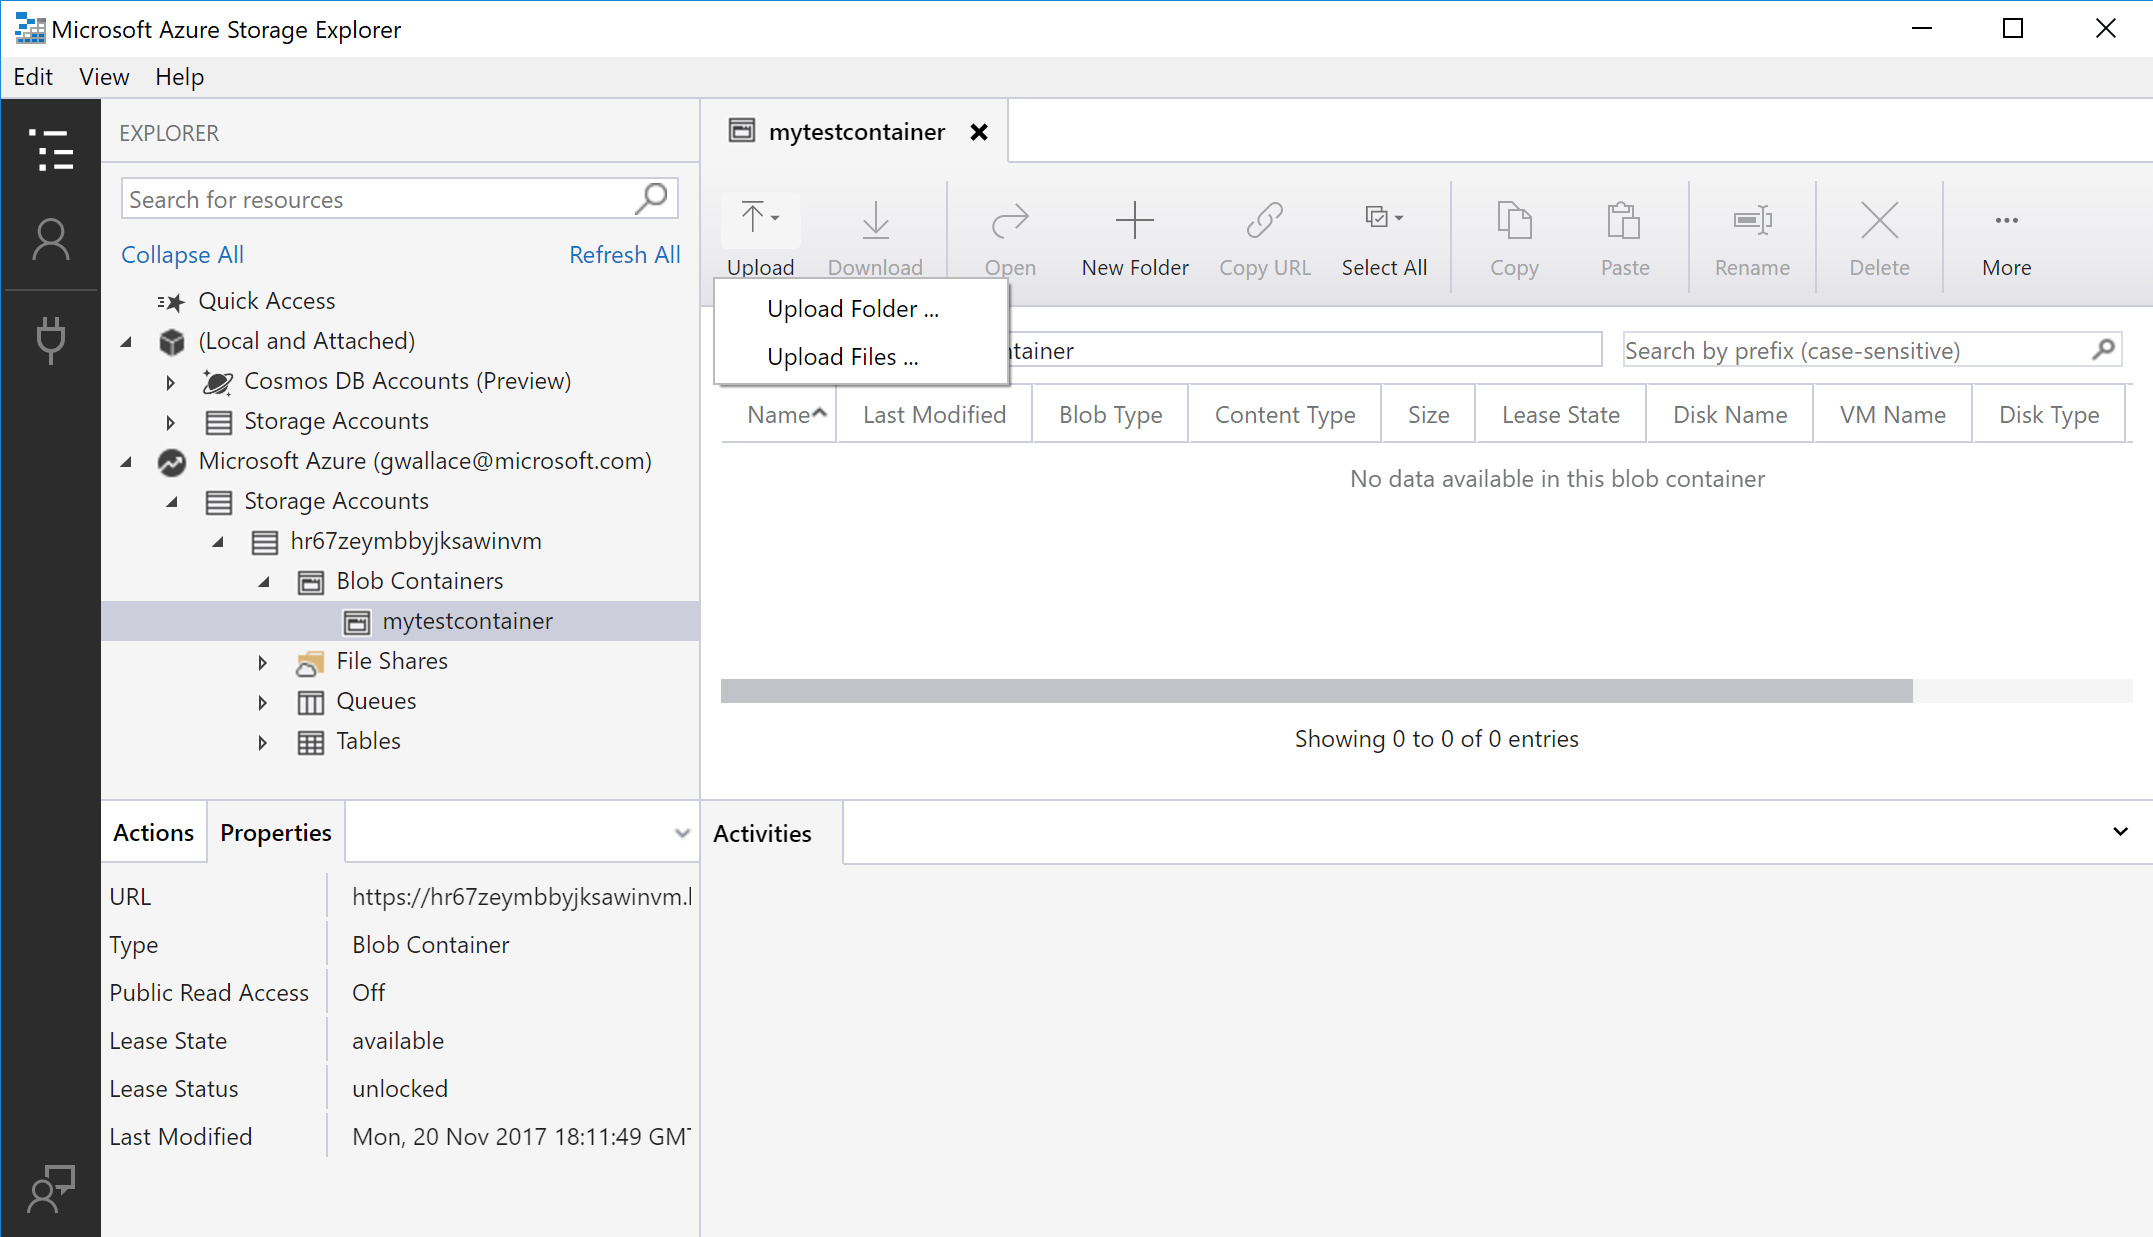 Microsoft Azure Storage Explorer
Edit View Help
EXPLORER
Search for resources
Collapse All Refresh All
Quick Access
(Local and Attached)
Cosmos DB Accounts (Preview)
Storage Accounts
Microsoft Azure (gwallace@microsoft.com)
Storage Accounts
hr67zeymbbyjksawinvm
Blob Containers
mytestcontainer
File Shares
Queues
Tables
Actions Properties
URL https://hr67zeymbbyjksawinvm.
Type Blob Container
Public Read Access Off
Lease State available
Lease Status unlocked
Last Modified Mon, 20 Nov 2017 18:11:49 GMT
mytestcontainer
Upload Download Open New Folder Copy URL Select All Copy Paste Rename Delete More
Upload Folder ...
Upload Files ...
tainer
Search by prefix (case-sensitive)
Name Last Modified Blob Type Content Type Size Lease State Disk Name VM Name Disk Type
No data available in this blob container
Showing 0 to 0 of 0 entries
Activities